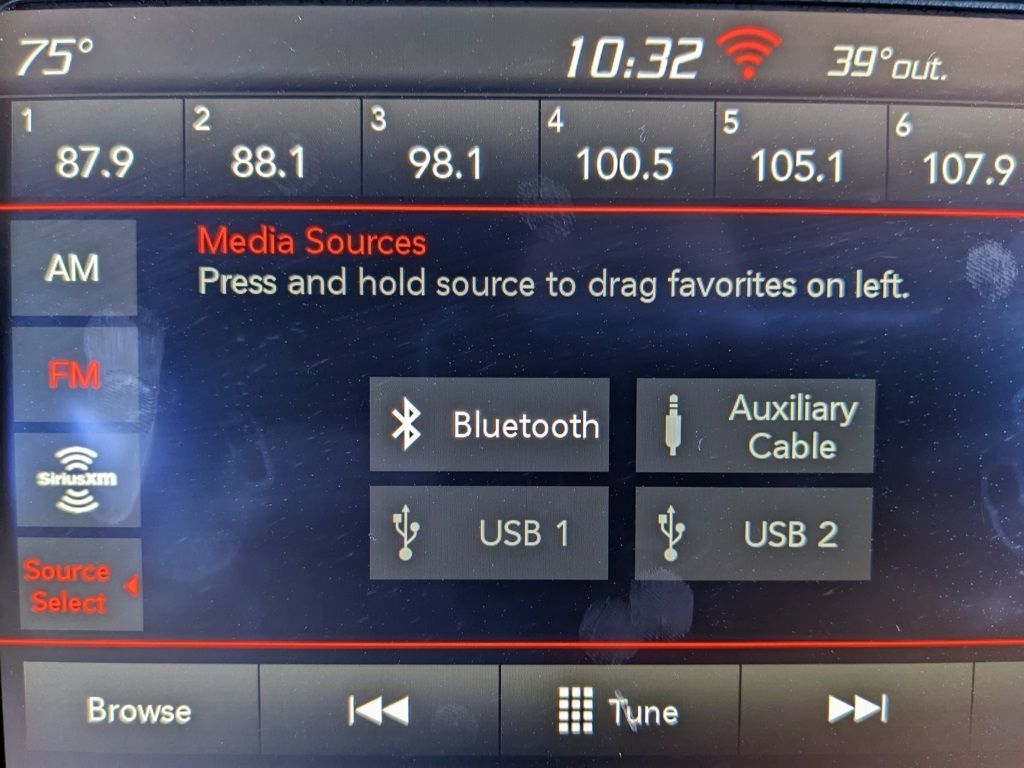 75° 10:32 39°out.
1 2 3 4 5 6
87.9 88.1 98.1 100.5 105.1 107.9
AM
FM
SiriusXM
Source
Select
Media Sources
Press and hold source to drag favorites on left.
Bluetooth
Auxiliary
Cable
USB 1
USB 2
Browse
Tune